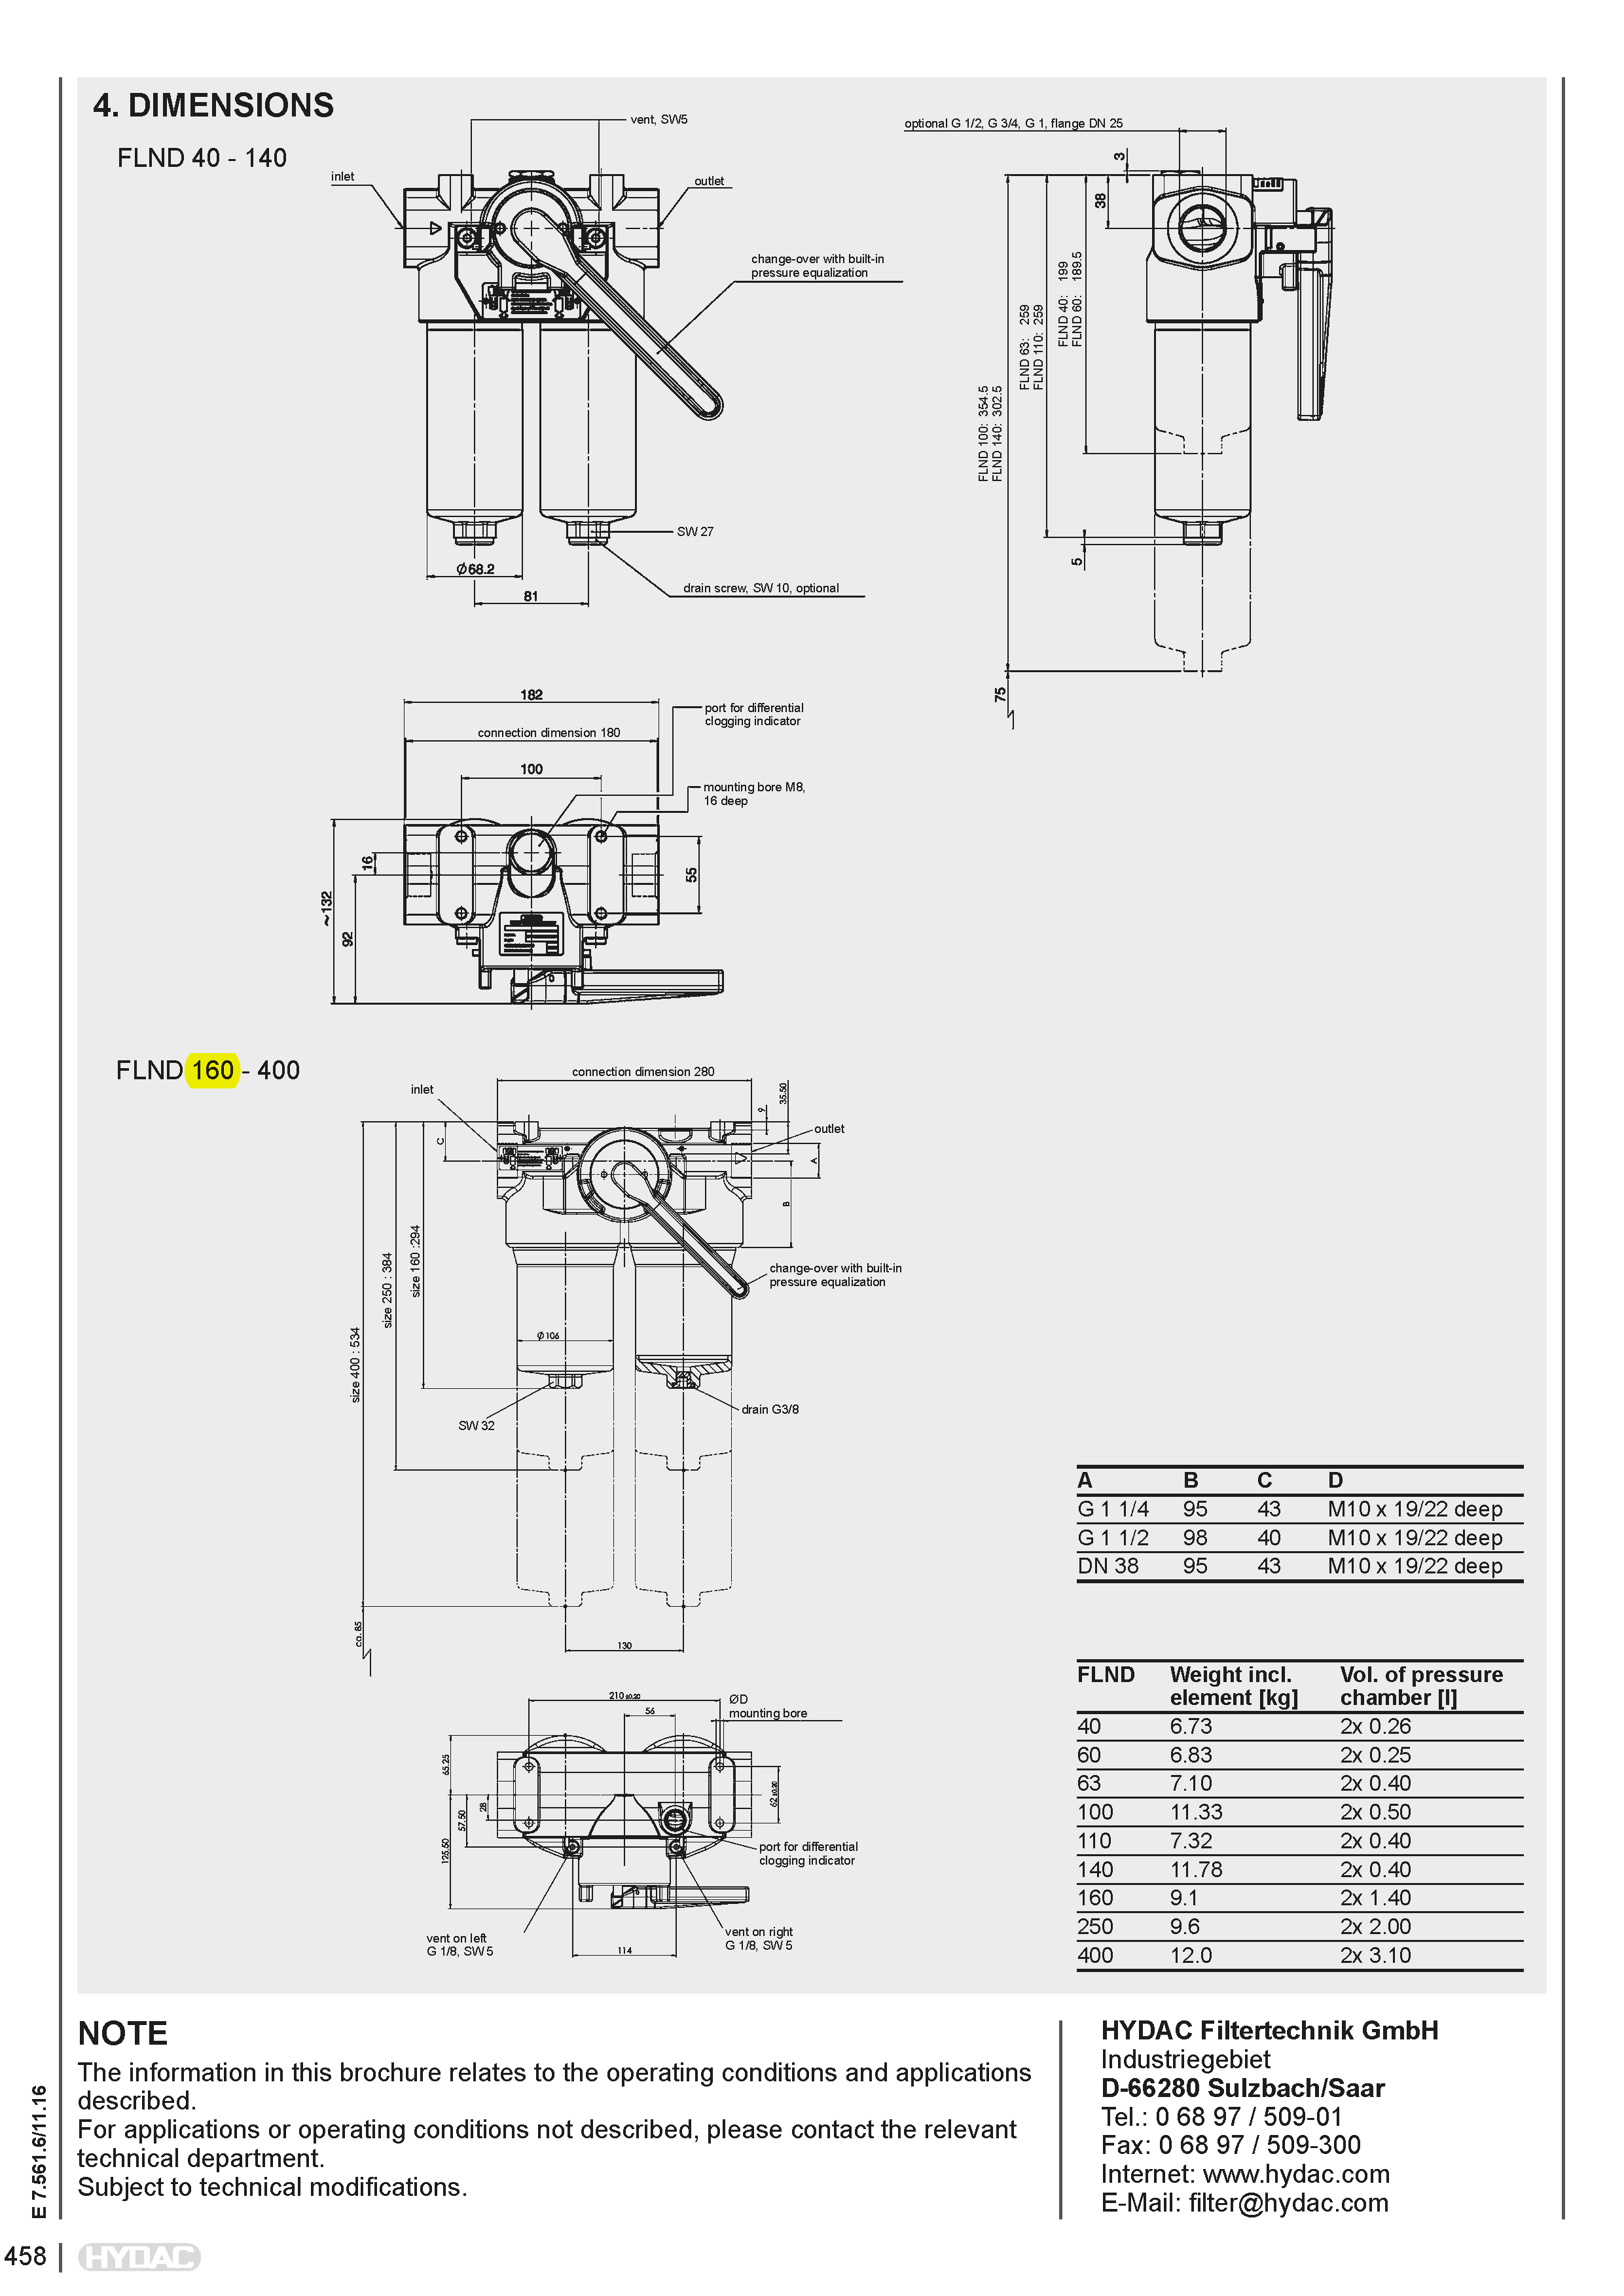 4. DIMENSIONS
FLND 40 - 140
vent, SW5
inlet
outlet
change-over with built-in
pressure equalization
SW 27
drain screw, SW 10, optional
Ø68.2
81
optional G 1/2, G 3/4, G 1, flange DN 25
3
38
FLND 40: 199
FLND 60: 189.5
FLND 63: 259
FLND 110: 259
FLND 100: 354.5
FLND 140: 302.5
5
75
182
connection dimension 180
100
port for differential
clogging indicator
mounting bore M8,
16 deep
16
55
~132
92
FLND 160 - 400
connection dimension 280
inlet
35.50
9
outlet
C
A
B
size 160 :294
size 250 : 384
size 400 : 534
change-over with built-in
pressure equalization
Ø106
drain G3/8
SW 32
ca. 85
130
210 ±0.20
ØD
mounting bore
56
65.25
28
57.50
125.50
62 ±0.20
port for differential
clogging indicator
vent on left
G 1/8, SW 5
vent on right
G 1/8, SW 5
114
A B C D
G 1 1/4 95 43 M10 x 19/22 deep
G 1 1/2 98 40 M10 x 19/22 deep
DN 38 95 43 M10 x 19/22 deep
FLND Weight incl. Vol. of pressure
element [kg] chamber [l]
40 6.73 2x 0.26
60 6.83 2x 0.25
63 7.10 2x 0.40
100 11.33 2x 0.50
110 7.32 2x 0.40
140 11.78 2x 0.40
160 9.1 2x 1.40
250 9.6 2x 2.00
400 12.0 2x 3.10
NOTE
The information in this brochure relates to the operating conditions and applications
described.
For applications or operating conditions not described, please contact the relevant
technical department.
Subject to technical modifications.
HYDAC Filtertechnik GmbH
Industriegebiet
D-66280 Sulzbach/Saar
Tel.: 0 68 97 / 509-01
Fax: 0 68 97 / 509-300
Internet: www.hydac.com
E-Mail: filter@hydac.com
E 7.561.6/11.16
458
HYDAC